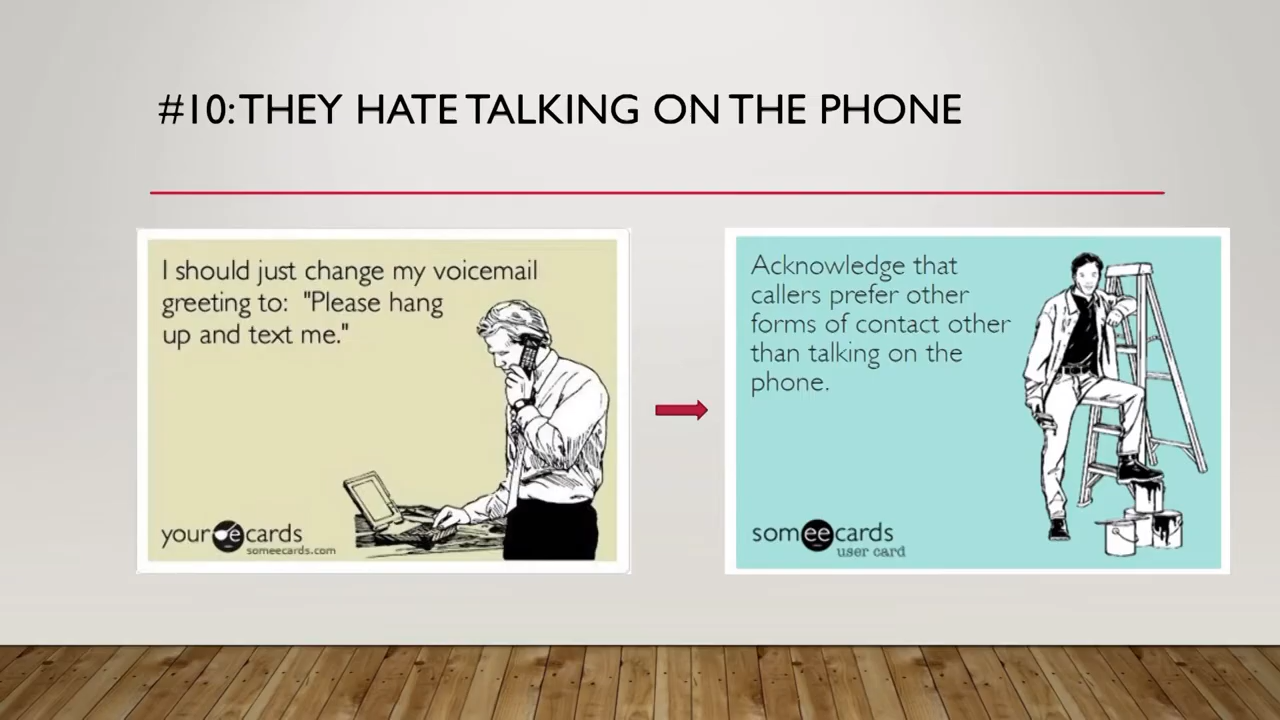 #10: THEY HATE TALKING ON THE PHONE
I should just change my voicemail
greeting to: "Please hang
up and text me."
your e cards
someecards.com
Acknowledge that
callers prefer other
forms of contact other
than talking on the
phone.
someecards
user card